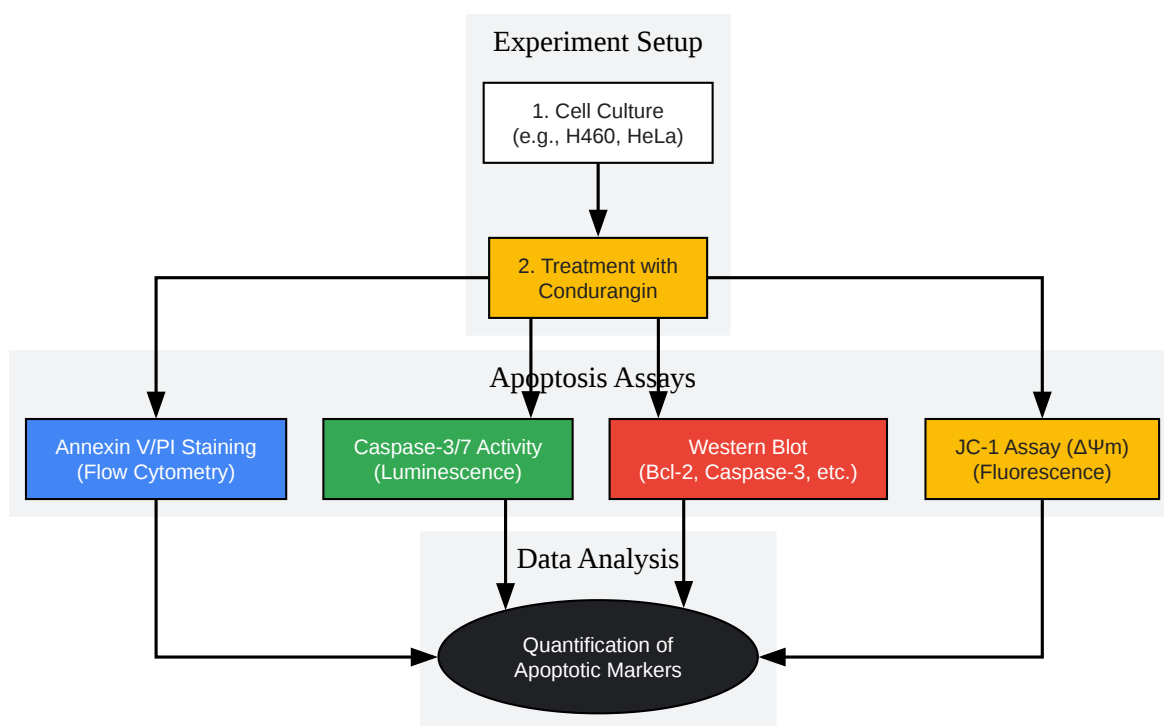 Experiment Setup
1. Cell Culture
(e.g., H460, HeLa)
2. Treatment with
Condurangin
Apoptosis Assays
Annexin V/PI Staining
(Flow Cytometry)
Caspase-3/7 Activity
(Luminescence)
Western Blot
(Bcl-2, Caspase-3, etc.)
JC-1 Assay (ΔΨm)
(Fluorescence)
Data Analysis
Quantification of
Apoptotic Markers